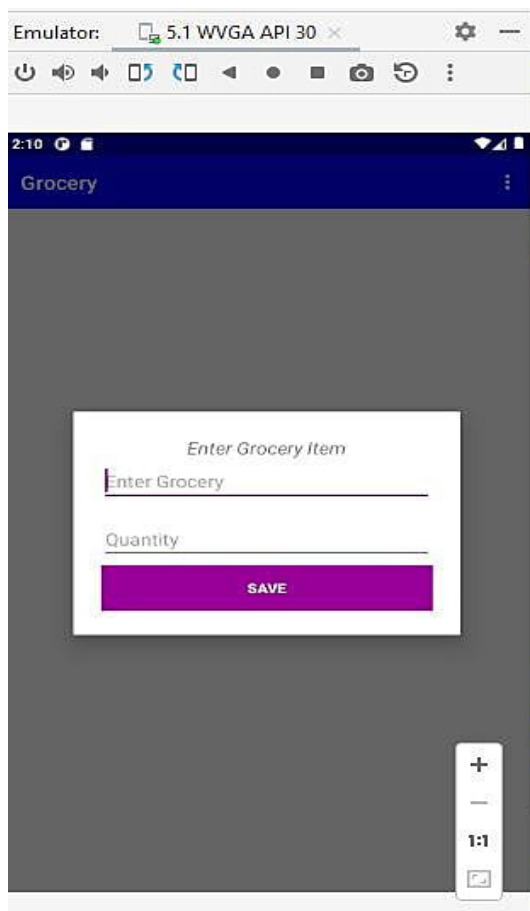 Emulator: 5.1 WVGA API 30
2:10
Grocery
Enter Grocery Item
Enter Grocery
Quantity
SAVE
1:1